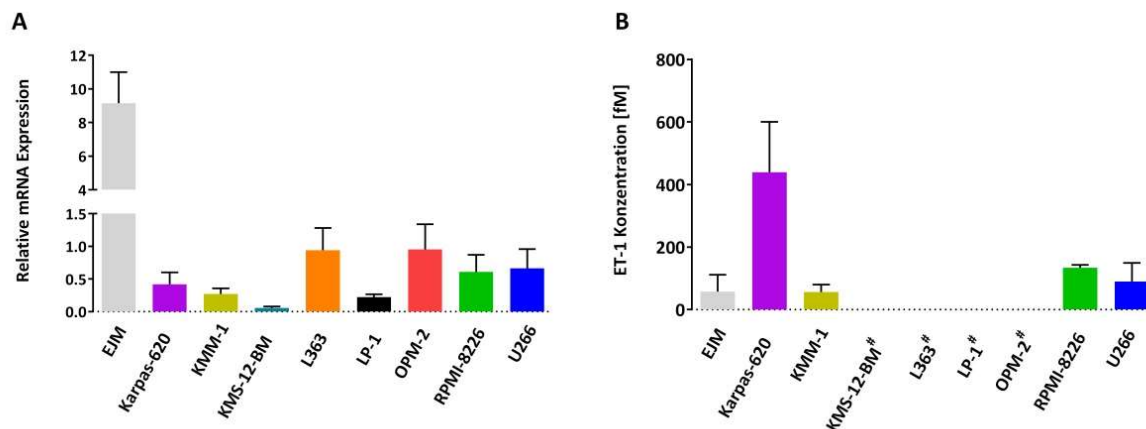 A
Relative mRNA Expression
12
10
8
6
4
1.5
1.0
0.5
0.0
EJM
Karpas-620
KMM-1
KMS-12-BM
L363
LP-1
OPM-2
RPMI-8226
U266
B
ET-1 Konzentration [fM]
800
600
400
200
0
EJM
Karpas-620
KMM-1
KMS-12-BM#
L363#
LP-1#
OPM-2#
RPMI-8226
U266